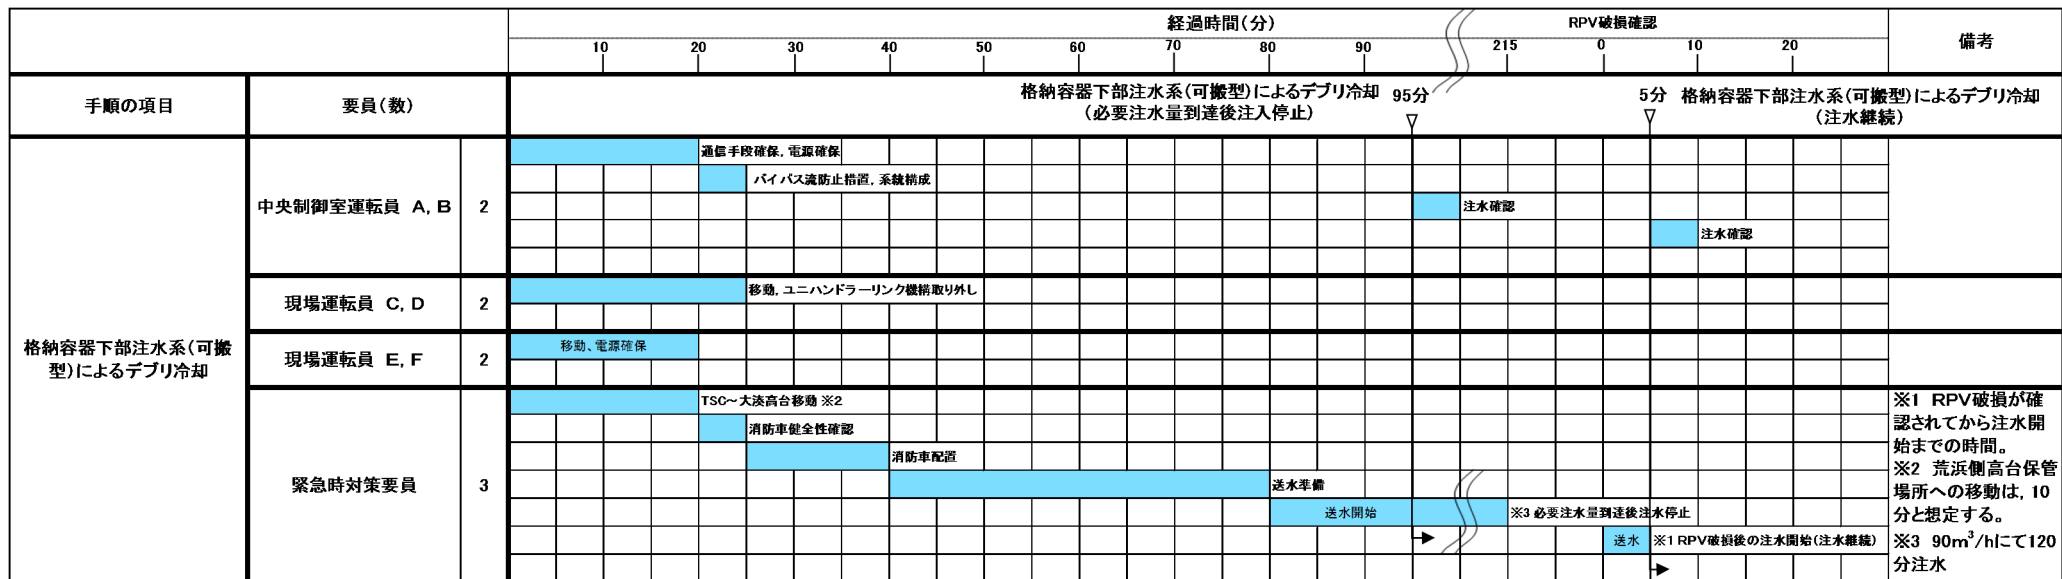 経過時間(分)
RPV破損確認
備考
10 20 30 40 50 60 70 80 90 215 0 10 20
手順の項目
要員(数)
格納容器下部注水系(可搬型)によるデブリ冷却
(必要注水量到達後注入停止)
95分
5分
格納容器下部注水系(可搬型)によるデブリ冷却
(注水継続)
格納容器下部注水系(可搬
型)によるデブリ冷却
中央制御室運転員 A, B
2
通信手段確保, 電源確保
バイパス流防止措置, 系統構成
注水確認
注水確認
現場運転員 C, D
2
移動, ユニハンドラーリンク機構取り外し
現場運転員 E, F
2
移動、電源確保
緊急時対策要員
3
TSC～大湊高台移動 ※2
消防車健全性確認
消防車配置
送水準備
送水開始
※3 必要注水量到達後注水停止
送水
※1 RPV破損後の注水開始(注水継続)
※1 RPV破損が確
認されてから注水開
始までの時間。
※2 荒浜側高台保管
場所への移動は, 10
分と想定する。
※3 90m³/hにて120
分注水